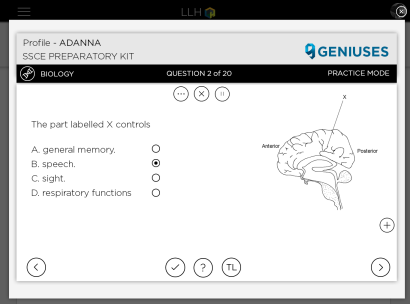 LLH
Profile - ADANNA
SSCE PREPARATORY KIT
GENIUSES
BIOLOGY
QUESTION 2 of 20
PRACTICE MODE
The part labelled X controls
X
Anterior
Posterior
A. general memory.
B. speech.
C. sight.
D. respiratory functions
?
TL